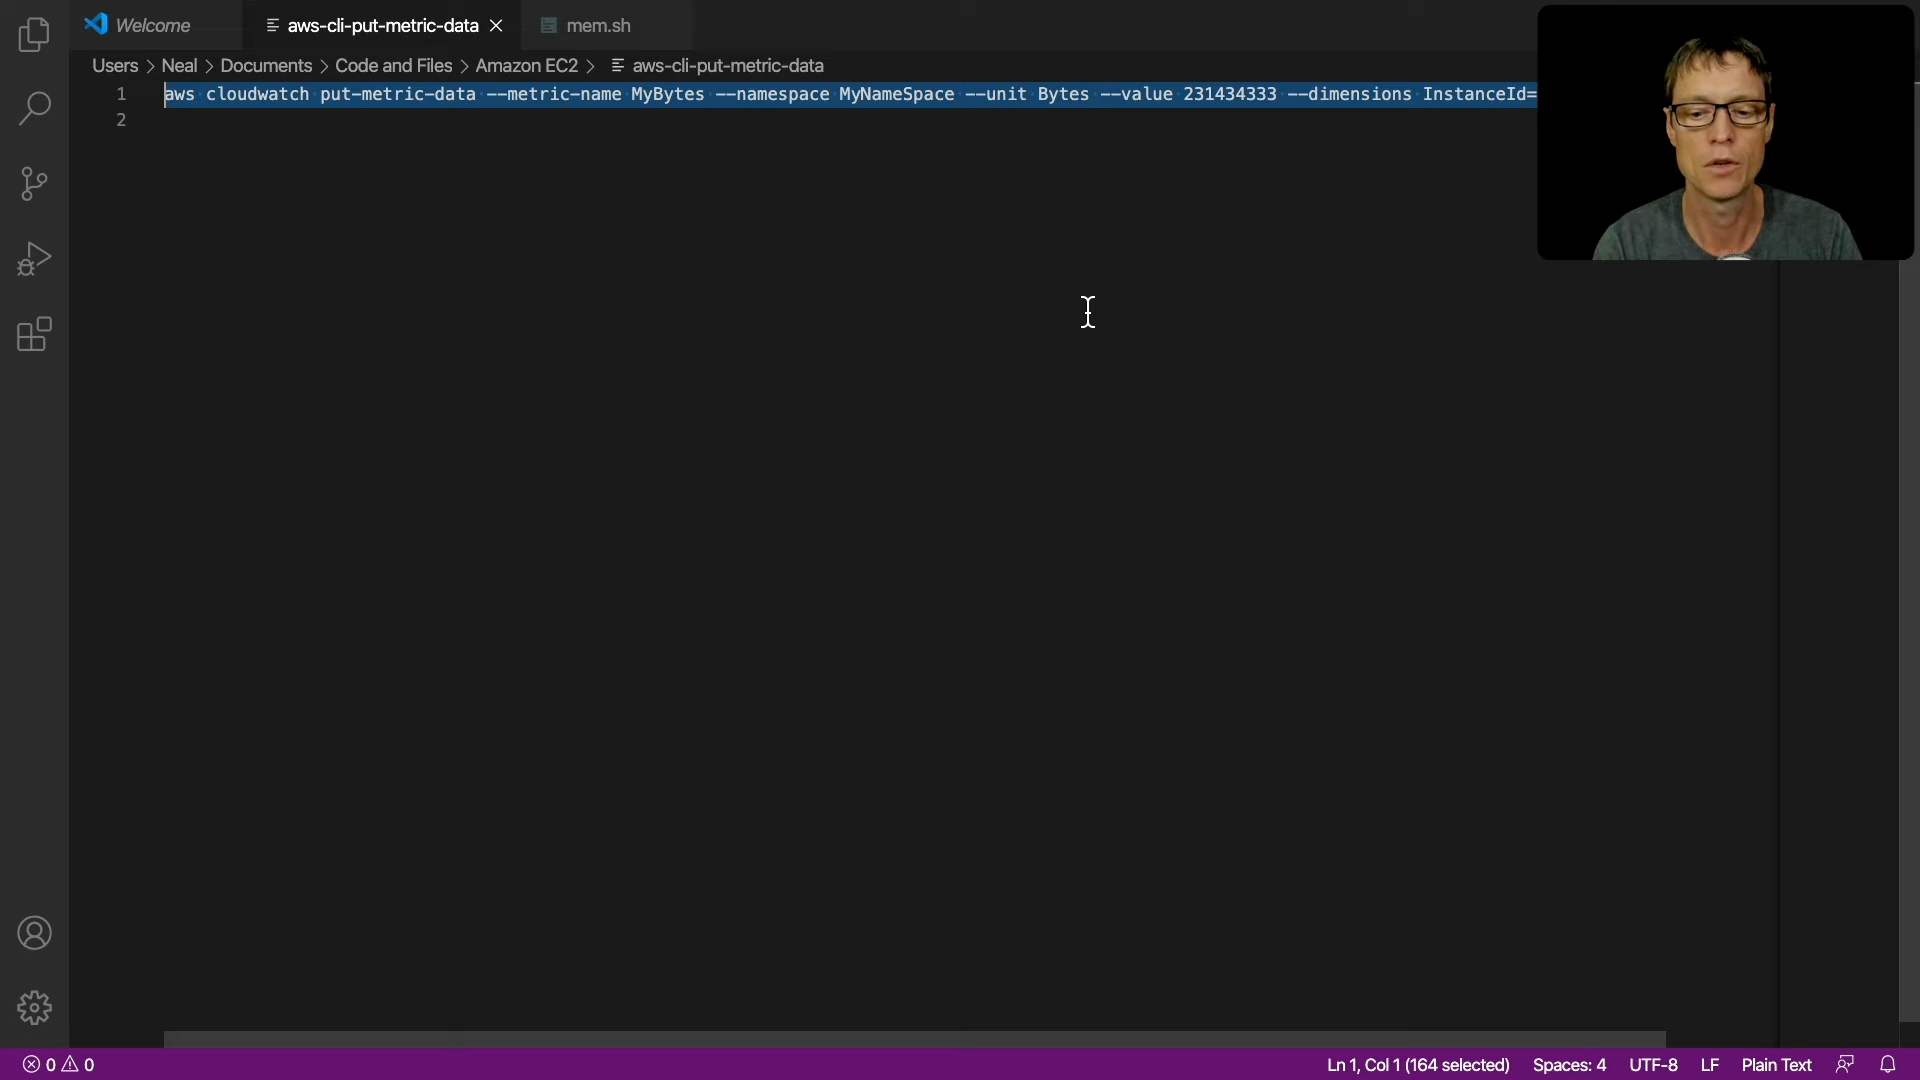 Welcome
aws-cli-put-metric-data
mem.sh
Users > Neal > Documents > Code and Files > Amazon EC2 > aws-cli-put-metric-data
1 aws cloudwatch put-metric-data --metric-name MyBytes --namespace MyNameSpace --unit Bytes --value 231434333 --dimensions InstanceId=
2
0 0 Ln 1, Col 1 (164 selected) Spaces: 4 UTF-8 LF Plain Text